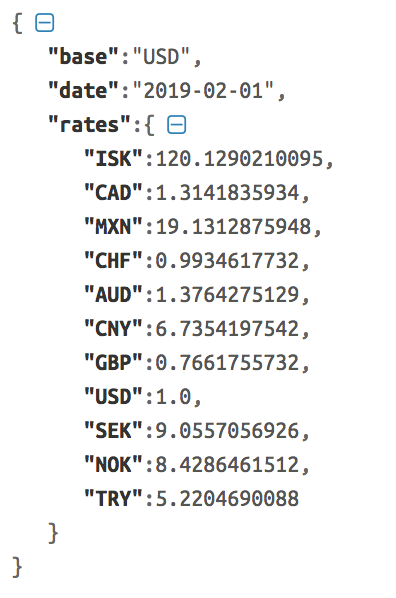 {
"base":"USD",
"date":"2019-02-01",
"rates":{
"ISK":120.1290210095,
"CAD":1.3141835934,
"MXN":19.1312875948,
"CHF":0.9934617732,
"AUD":1.3764275129,
"CNY":6.7354197542,
"GBP":0.7661755732,
"USD":1.0,
"SEK":9.0557056926,
"NOK":8.4286461512,
"TRY":5.2204690088
}
}